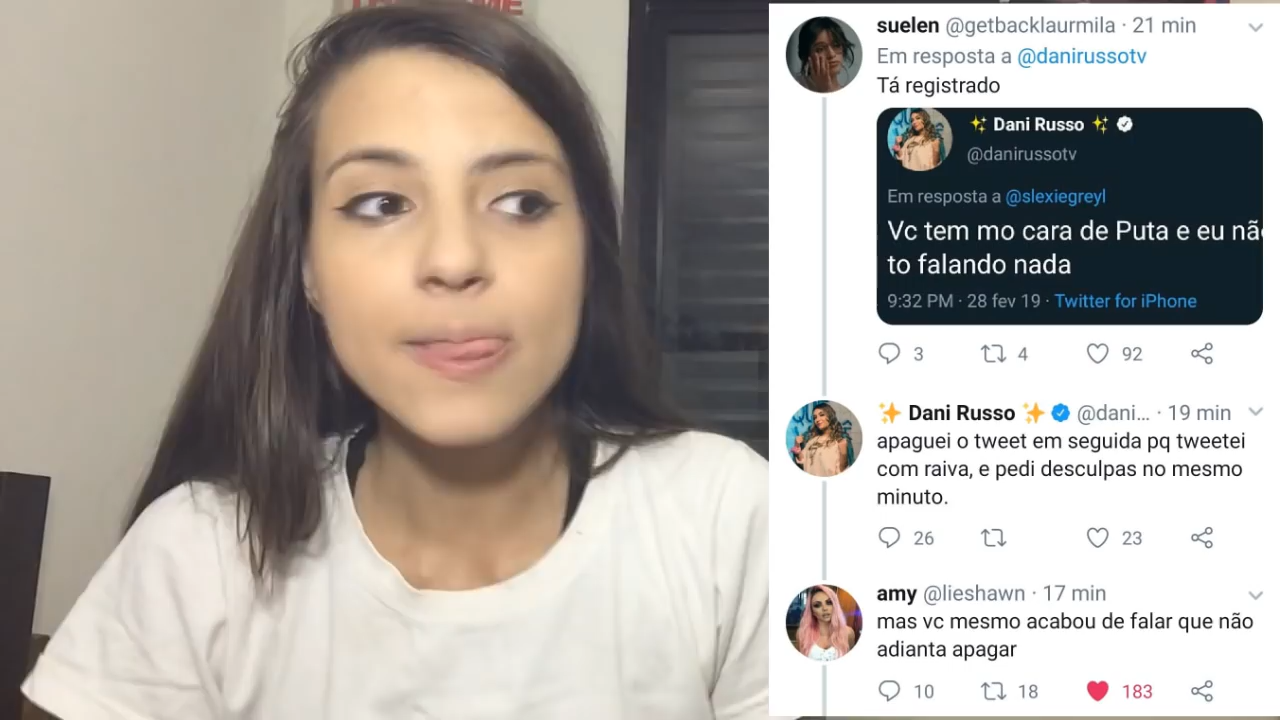 suelen @getbacklaurmila · 21 min
Em resposta a @danirussotv
Tá registrado
✨ Dani Russo ✨
@danirussotv
Em resposta a @slexiegreyl
Vc tem mo cara de Puta e eu nã
to falando nada
9:32 PM · 28 fev 19 · Twitter for iPhone
3 4 92
✨ Dani Russo ✨ @dani... · 19 min
apaguei o tweet em seguida pq tweetei
com raiva, e pedi desculpas no mesmo
minuto.
26 23
amy @lieshawn · 17 min
mas vc mesmo acabou de falar que não
adianta apagar
10 18 183